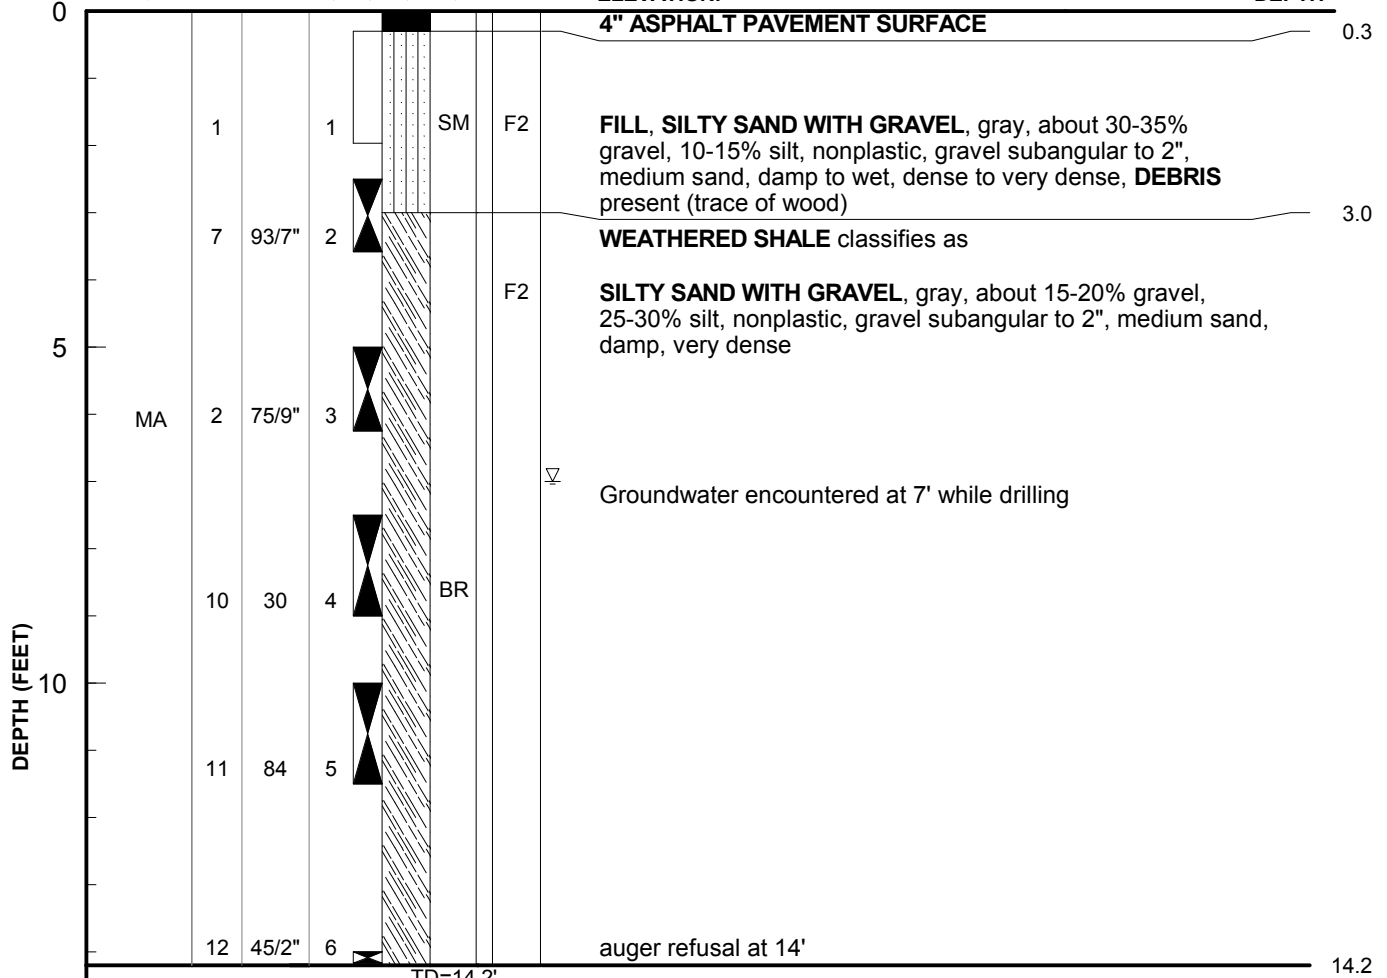 0
4" ASPHALT PAVEMENT SURFACE
0.3
1 1 SM F2
FILL, SILTY SAND WITH GRAVEL, gray, about 30-35%
gravel, 10-15% silt, nonplastic, gravel subangular to 2",
medium sand, damp to wet, dense to very dense, DEBRIS
present (trace of wood)
3.0
7 93/7" 2
WEATHERED SHALE classifies as
F2
SILTY SAND WITH GRAVEL, gray, about 15-20% gravel,
25-30% silt, nonplastic, gravel subangular to 2", medium sand,
damp, very dense
5
MA 2 75/9" 3
Groundwater encountered at 7' while drilling
10 30 4 BR
DEPTH (FEET)
10
11 84 5
12 45/2" 6
auger refusal at 14'
14.2
TD=14.2'